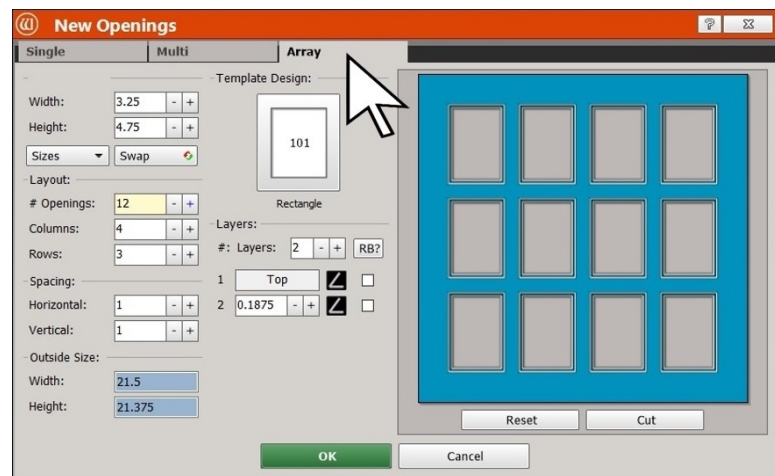 New Openings
? 
Single Multi Array
Template Design:
Width: 3.25 - +
Height: 4.75 - +
Sizes Swap
101
Rectangle
Layout:
# Openings: 12 - +
Columns: 4 - +
Rows: 3 - +
Layers:
#: Layers: 2 - + RB?
1 Top
2 0.1875 - +
Spacing:
Horizontal: 1 - +
Vertical: 1 - +
Outside Size:
Width: 21.5
Height: 21.375
Reset Cut
OK Cancel